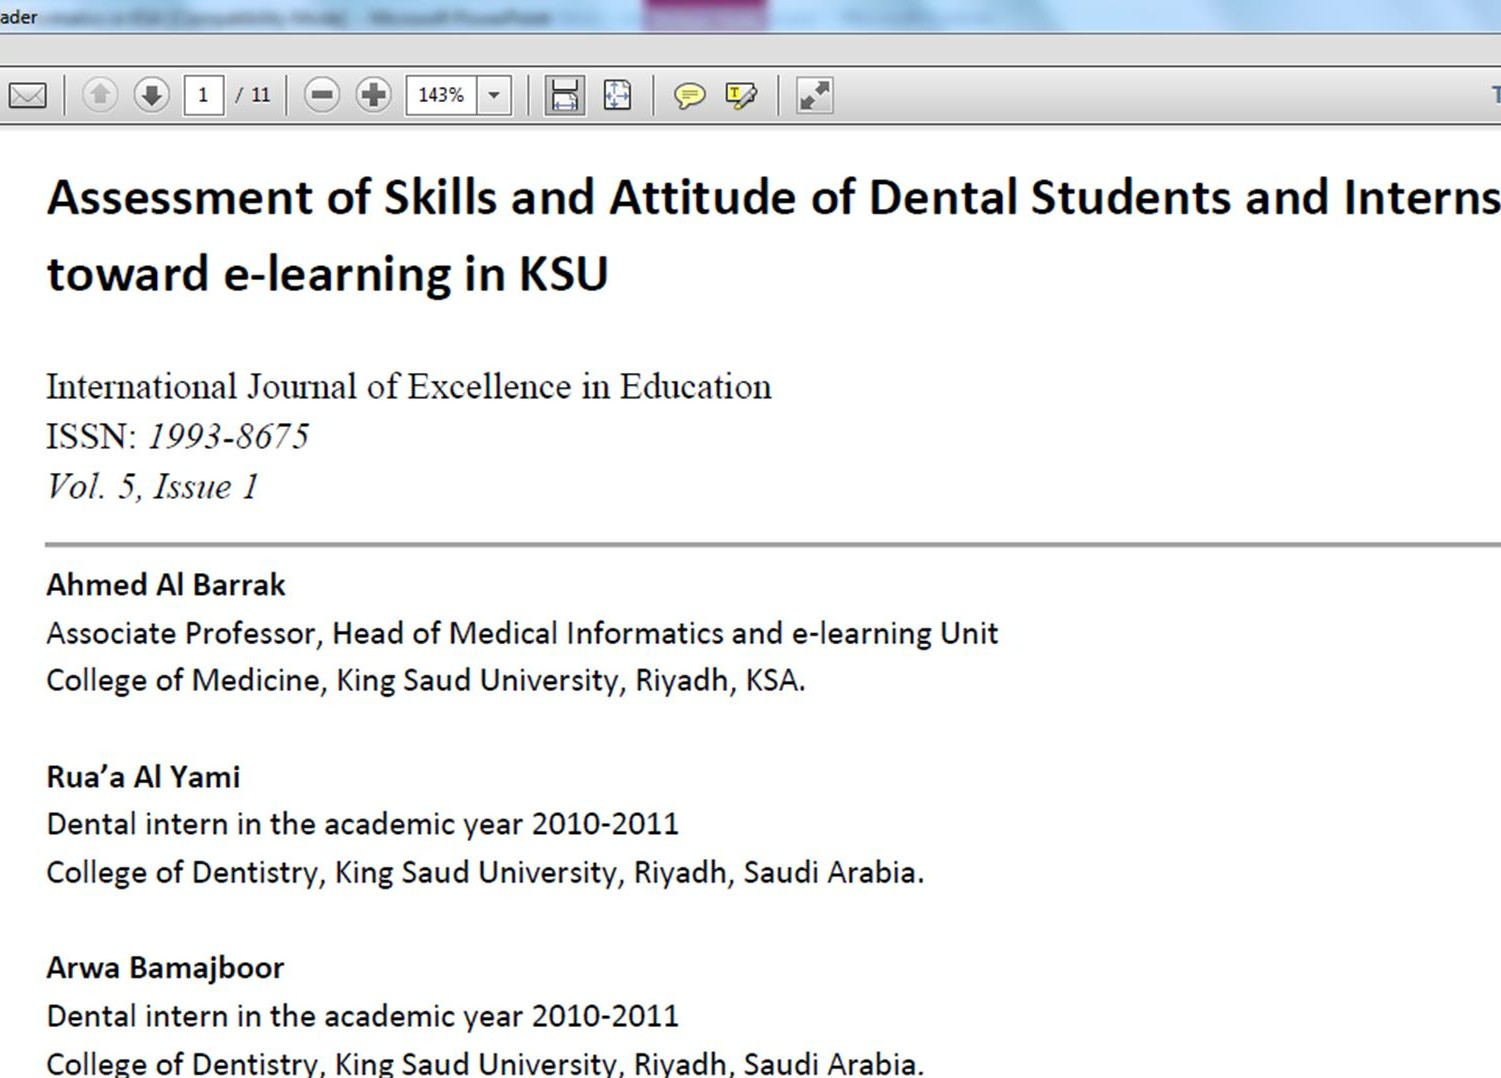 ader
1 / 11
143%
T
Assessment of Skills and Attitude of Dental Students and Interns
toward e-learning in KSU
International Journal of Excellence in Education
ISSN: 1993-8675
Vol. 5, Issue 1
Ahmed Al Barrak
Associate Professor, Head of Medical Informatics and e-learning Unit
College of Medicine, King Saud University, Riyadh, KSA.
Rua’a Al Yami
Dental intern in the academic year 2010-2011
College of Dentistry, King Saud University, Riyadh, Saudi Arabia.
Arwa Bamajboor
Dental intern in the academic year 2010-2011
College of Dentistry, King Saud University, Riyadh, Saudi Arabia.